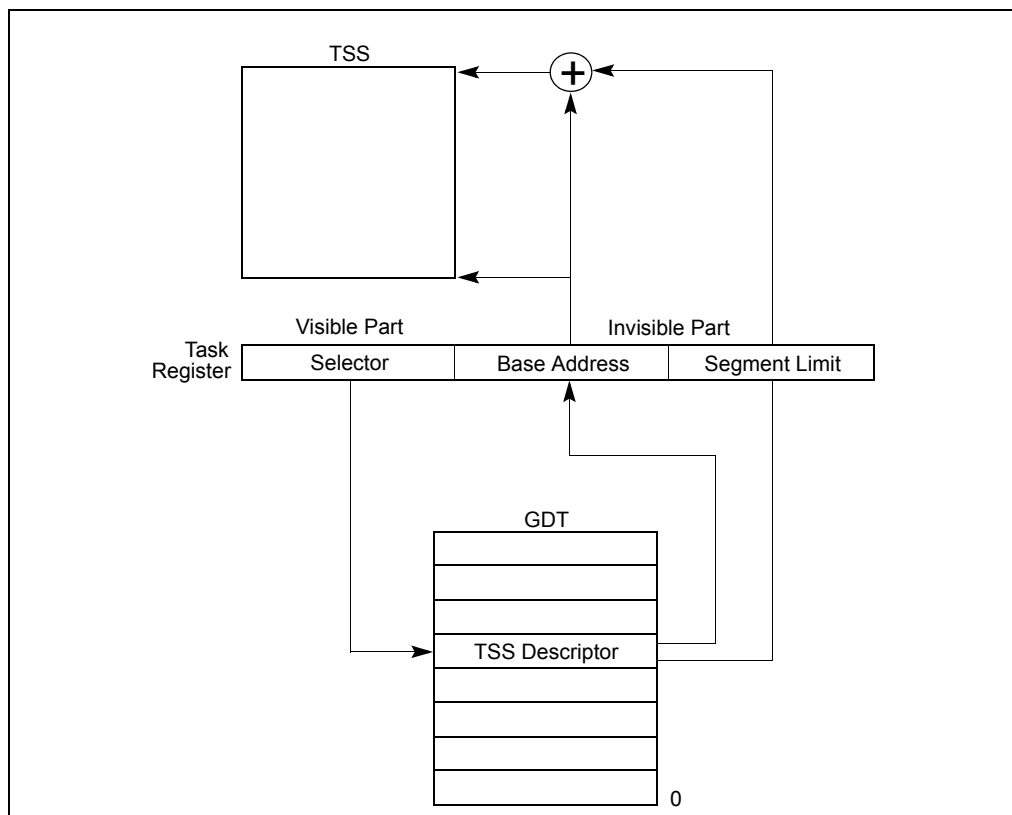 TSS
+
Visible Part
Invisible Part
Task
Register
Selector
Base Address
Segment Limit
GDT
TSS Descriptor
0